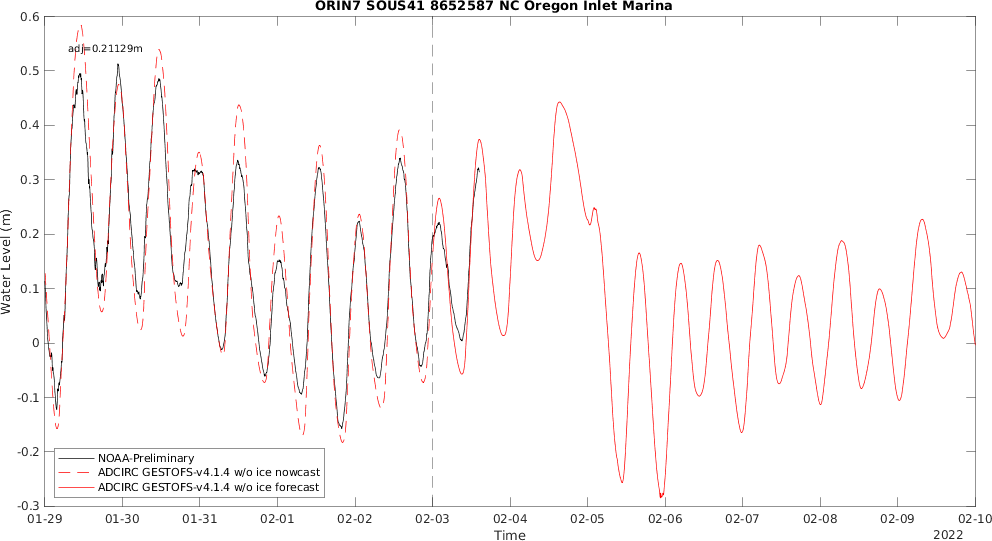 ORIN7 SOUS41 8652587 NC Oregon Inlet Marina
adj=0.21129m
Water Level (m)
0.6
0.5
0.4
0.3
0.2
0.1
0
-0.1
-0.2
-0.3
NOAA-Preliminary
ADCIRC GESTOFS-v4.1.4 w/o ice nowcast
ADCIRC GESTOFS-v4.1.4 w/o ice forecast
01-29 01-30 01-31 02-01 02-02 02-03 02-04 02-05 02-06 02-07 02-08 02-09 02-10
Time
2022